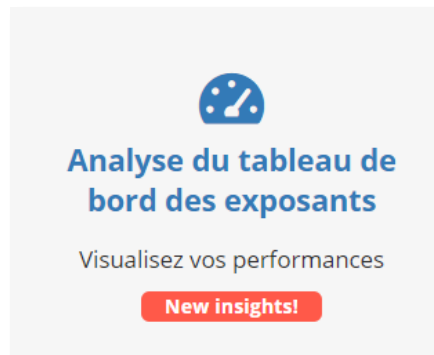 Analyse du tableau de
bord des exposants
Visualisez vos performances
New insights!